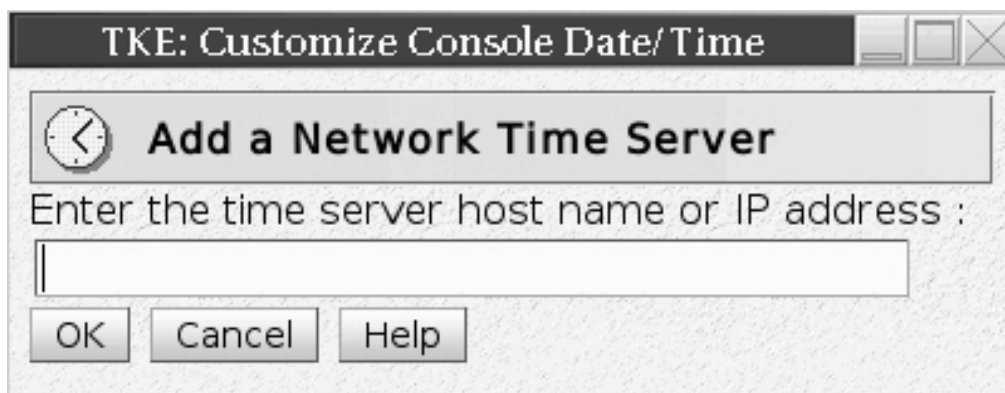 TKE: Customize Console Date/Time
Add a Network Time Server
Enter the time server host name or IP address :
OK
Cancel
Help